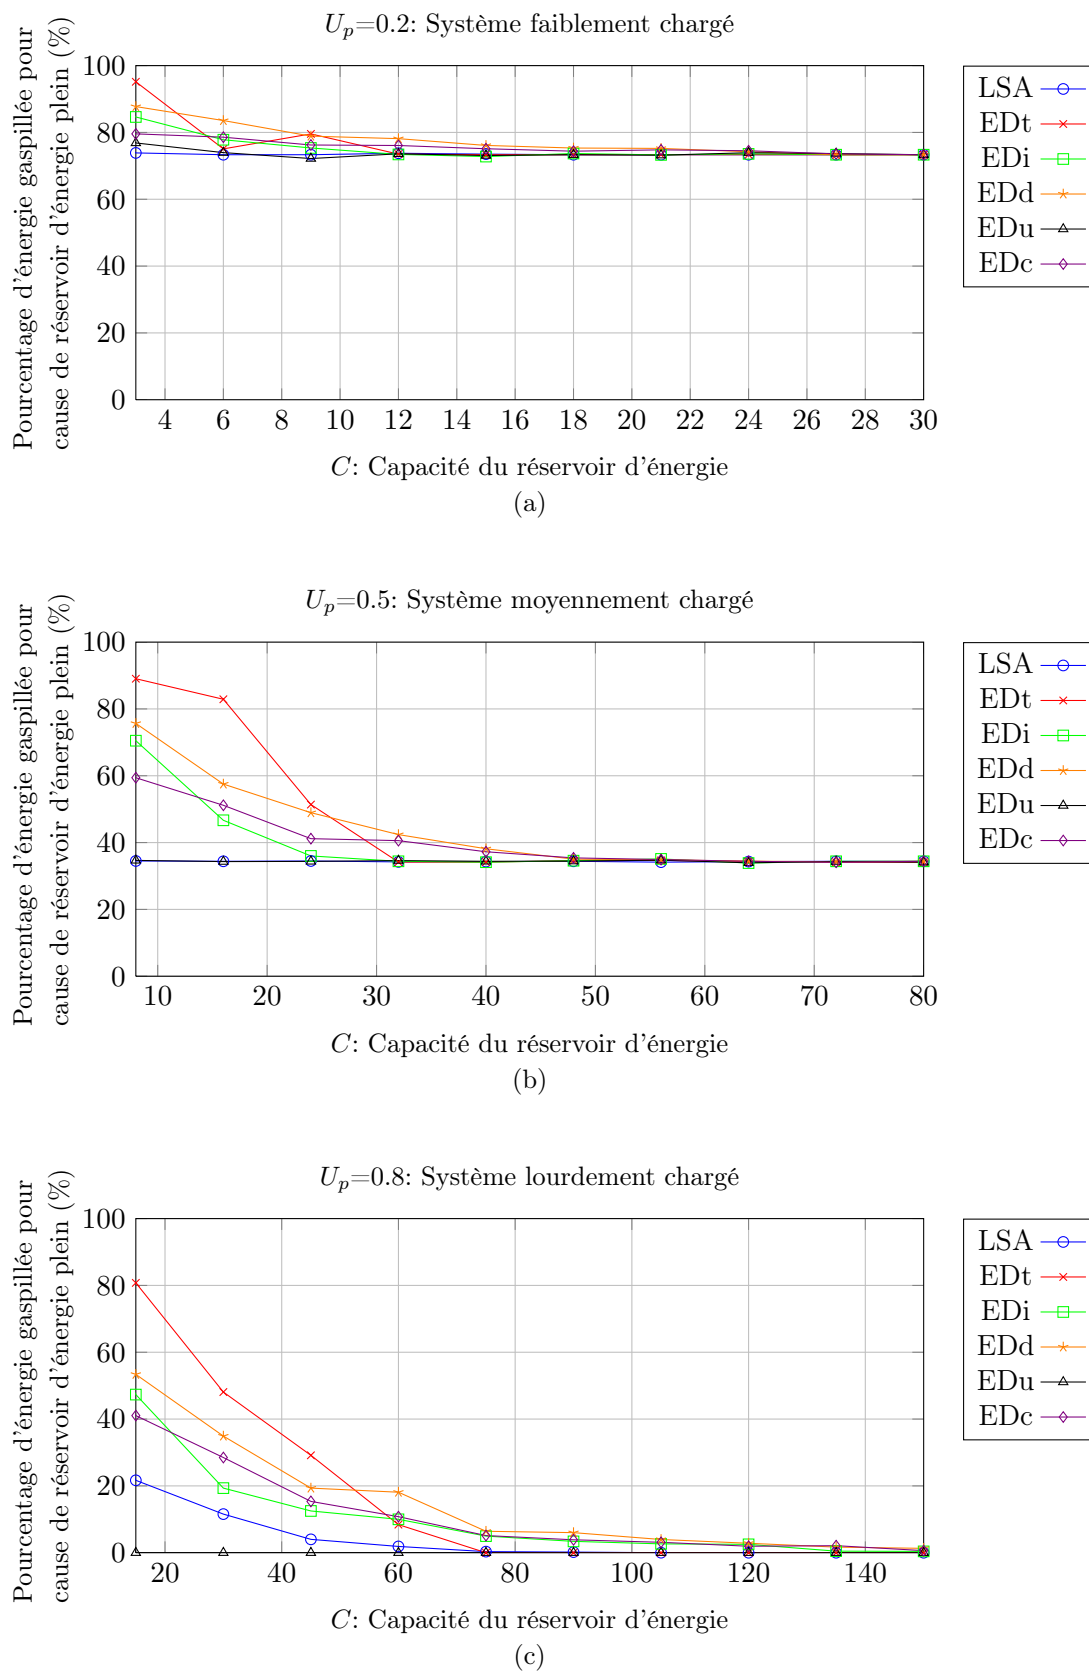 U_p=0.2: Système faiblement chargé
Pourcentage d'énergie gaspillée pour
cause de réservoir d'énergie plein (%)
100
80
60
40
20
0
4 6 8 10 12 14 16 18 20 22 24 26 28 30
C: Capacité du réservoir d'énergie
(a)
LSA
EDt
EDi
EDd
EDu
EDc
U_p=0.5: Système moyennement chargé
Pourcentage d'énergie gaspillée pour
cause de réservoir d'énergie plein (%)
100
80
60
40
20
0
10 20 30 40 50 60 70 80
C: Capacité du réservoir d'énergie
(b)
LSA
EDt
EDi
EDd
EDu
EDc
U_p=0.8: Système lourdement chargé
Pourcentage d'énergie gaspillée pour
cause de réservoir d'énergie plein (%)
100
80
60
40
20
0
20 40 60 80 100 120 140
C: Capacité du réservoir d'énergie
(c)
LSA
EDt
EDi
EDd
EDu
EDc